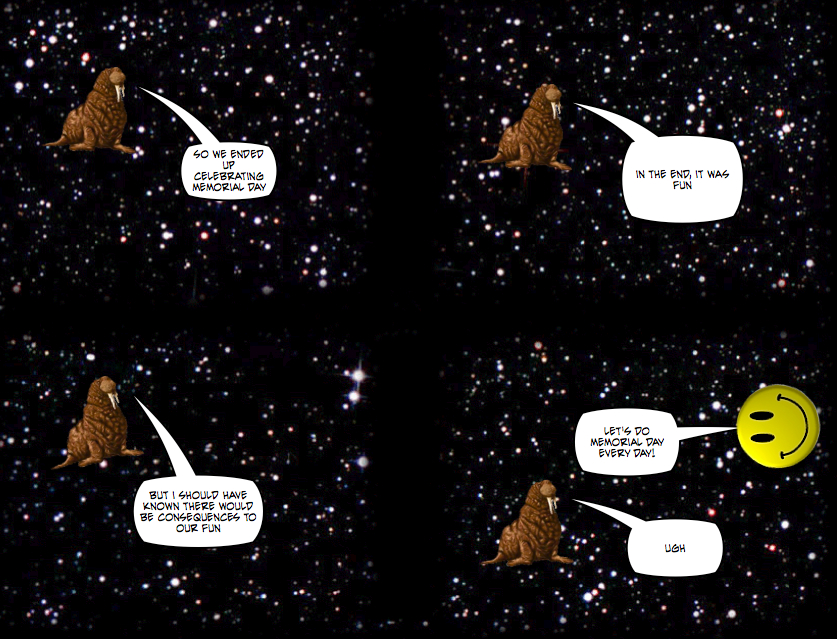 SO WE ENDED
UP
CELEBRATING
MEMORIAL DAY
IN THE END, IT WAS
FUN
BUT I SHOULD HAVE
KNOWN THERE WOULD
BE CONSEQUENCES TO
OUR FUN
LET'S DO
MEMORIAL DAY
EVERY DAY!
UGH